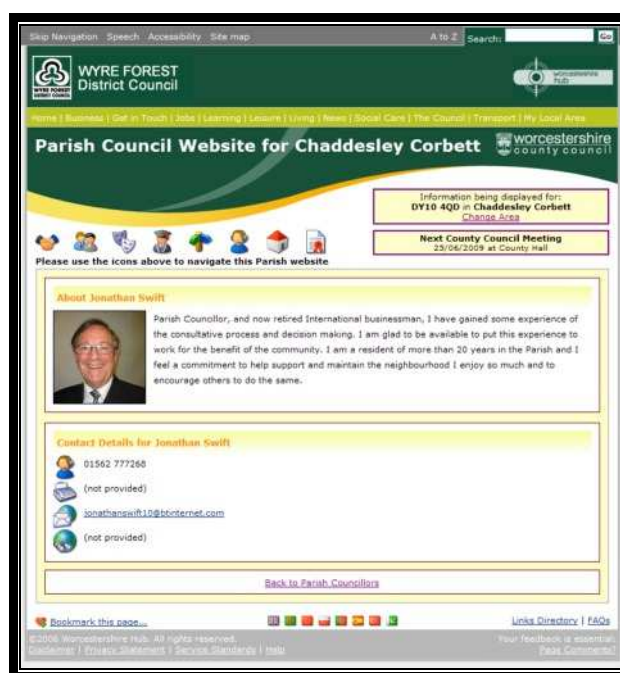 Skip Navigation Speech Accessibility Site map A to Z Search: Go
WYRE FOREST
District Council
WYRE FOREST
DISTRICT COUNCIL
worcestershire
hub
Home | Business | Get in Touch | Jobs | Learning | Leisure | Living | News | Social Care | The Council | Transport | My Local Area
Parish Council Website for Chaddesley Corbett
worcestershire
county council
Information being displayed for:
DY10 4QD in Chaddesley Corbett
Change Area
Next County Council Meeting
25/06/2009 at County Hall
Please use the icons above to navigate this Parish website
About Jonathan Swift
Parish Councillor, and now retired International businessman, I have gained some experience of
the consultative process and decision making. I am glad to be available to put this experience to
work for the benefit of the community. I am a resident of more than 20 years in the Parish and I
feel a commitment to help support and maintain the neighbourhood I enjoy so much and to
encourage others to do the same.
Contact Details for Jonathan Swift
01562 777268
(not provided)
jonathanswift10@btinternet.com
(not provided)
Back to Parish Councillors
Bookmark this page...
Links Directory | FAQs
©2006 Worcestershire Hub. All rights reserved.
Disclaimer | Privacy Statement | Service Standards | Help
Your feedback is essential:
Page Comments?